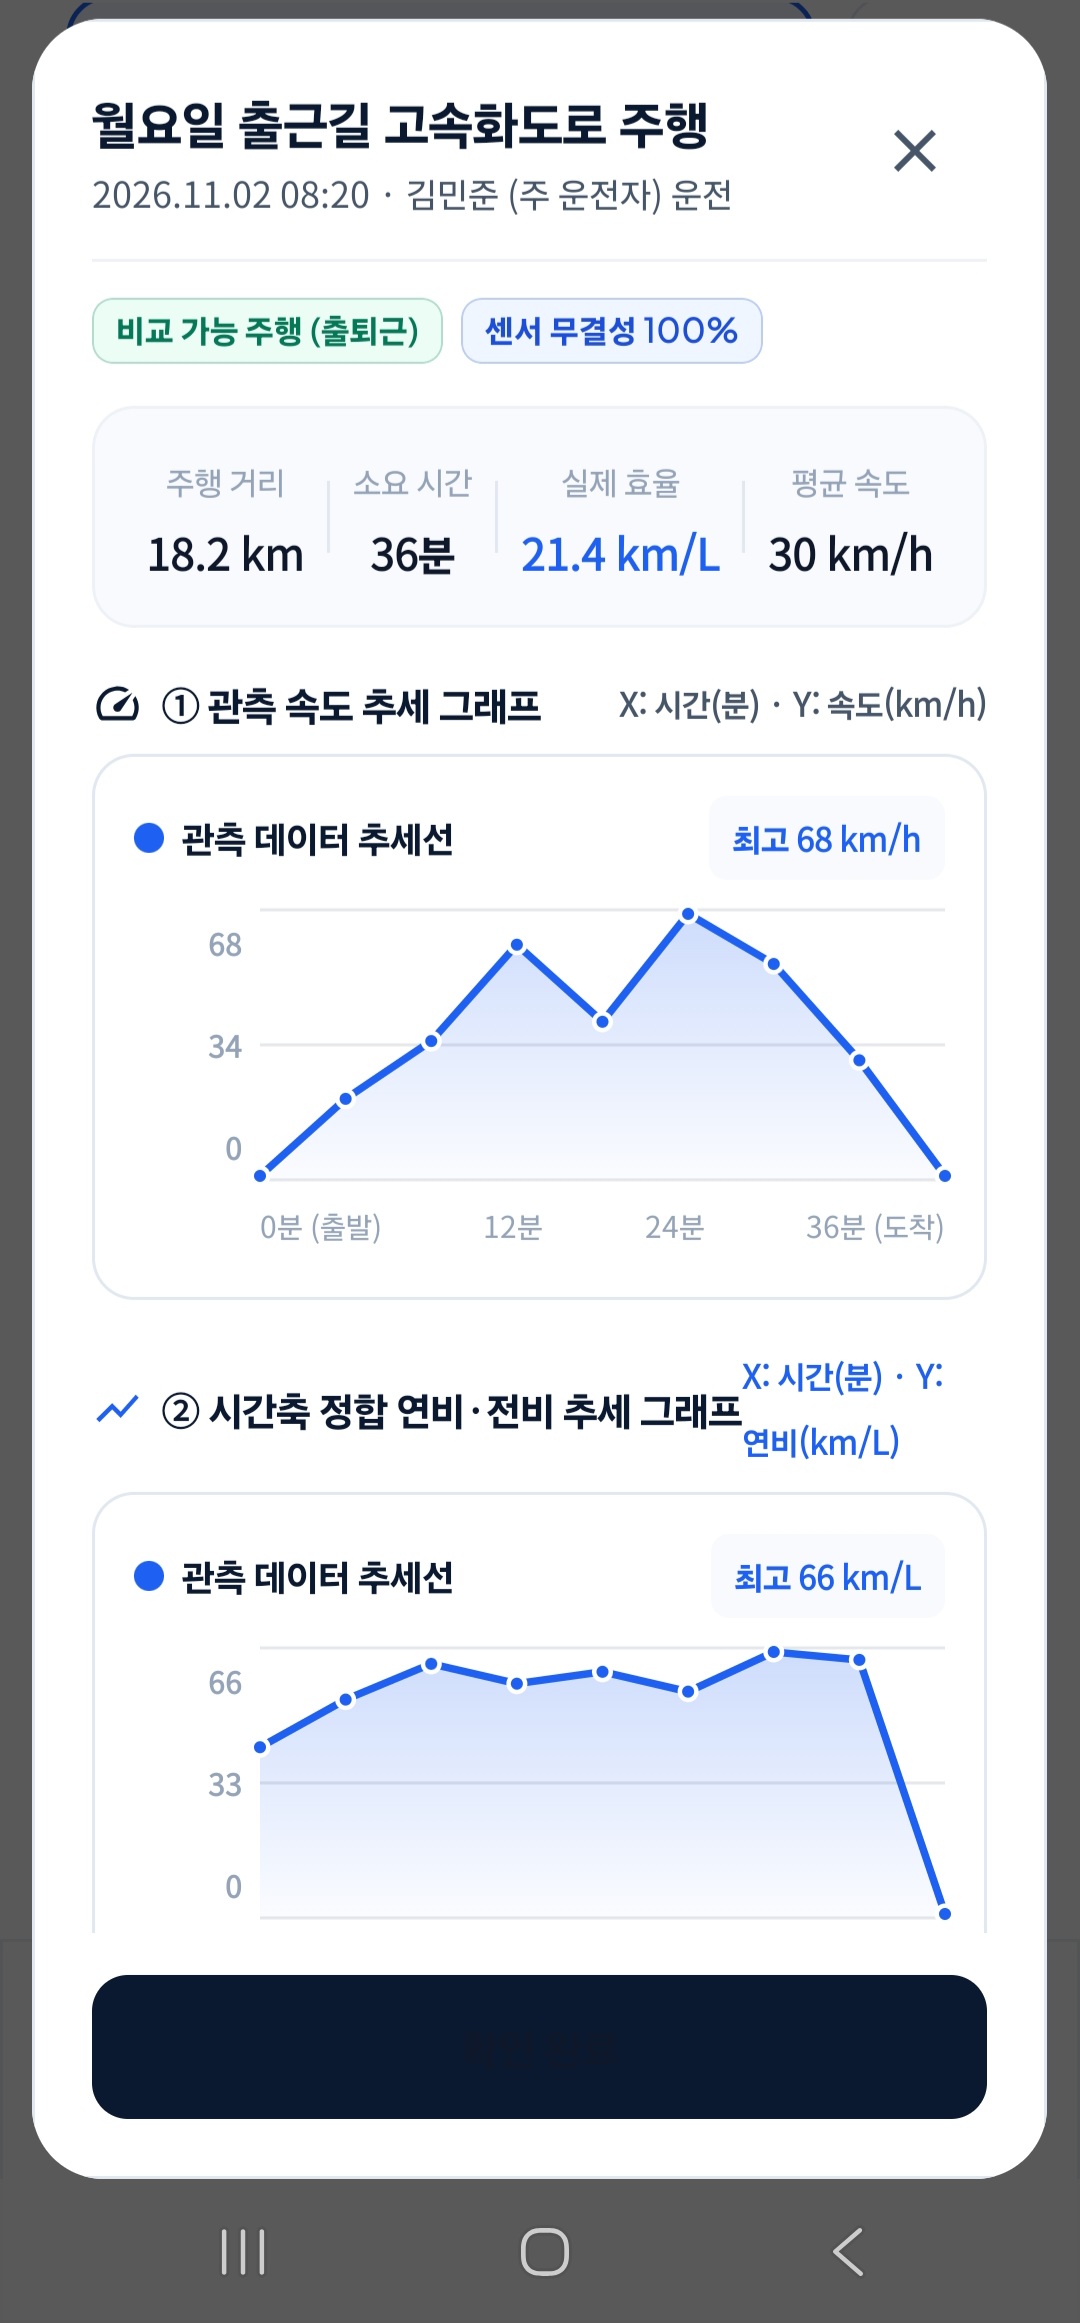 월요일 출근길 고속화도로 주행
2026.11.02 08:20 · 김민준 (주 운전자) 운전
비교 가능 주행 (출퇴근)
센서 무결성 100%
주행 거리
18.2 km
소요 시간
36분
실제 효율
21.4 km/L
평균 속도
30 km/h
① 관측 속도 추세 그래프
X: 시간(분) · Y: 속도(km/h)
관측 데이터 추세선
최고 68 km/h
68
34
0
0분 (출발)
12분
24분
36분 (도착)
② 시간축 정합 연비·전비 추세 그래프
X: 시간(분) · Y:
연비(km/L)
관측 데이터 추세선
최고 66 km/L
66
33
0